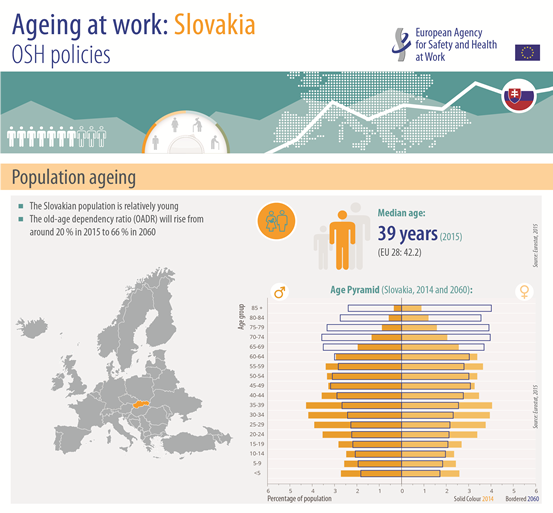 Ageing at work: Slovakia
OSH policies
European Agency
for Safety and Health
at Work
Population ageing
The Slovakian population is relatively young
The old-age dependency ratio (OADR) will rise from
around 20 % in 2015 to 66 % in 2060
Median age:
39 years (2015)
(EU 28: 42.2)
Source: Eurostat, 2015
Age Pyramid (Slovakia, 2014 and 2060):
Age group
85 +
80-84
75-79
70-74
65-69
60-64
55-59
50-54
45-49
40-44
35-39
30-34
25-29
20-24
15-19
10-14
5-9
<5
Source: Eurostat, 2015
6 5 4 3 2 1 0 1 2 3 4 5 6
Percentage of population
Solid Colour 2014 Bordered 2060